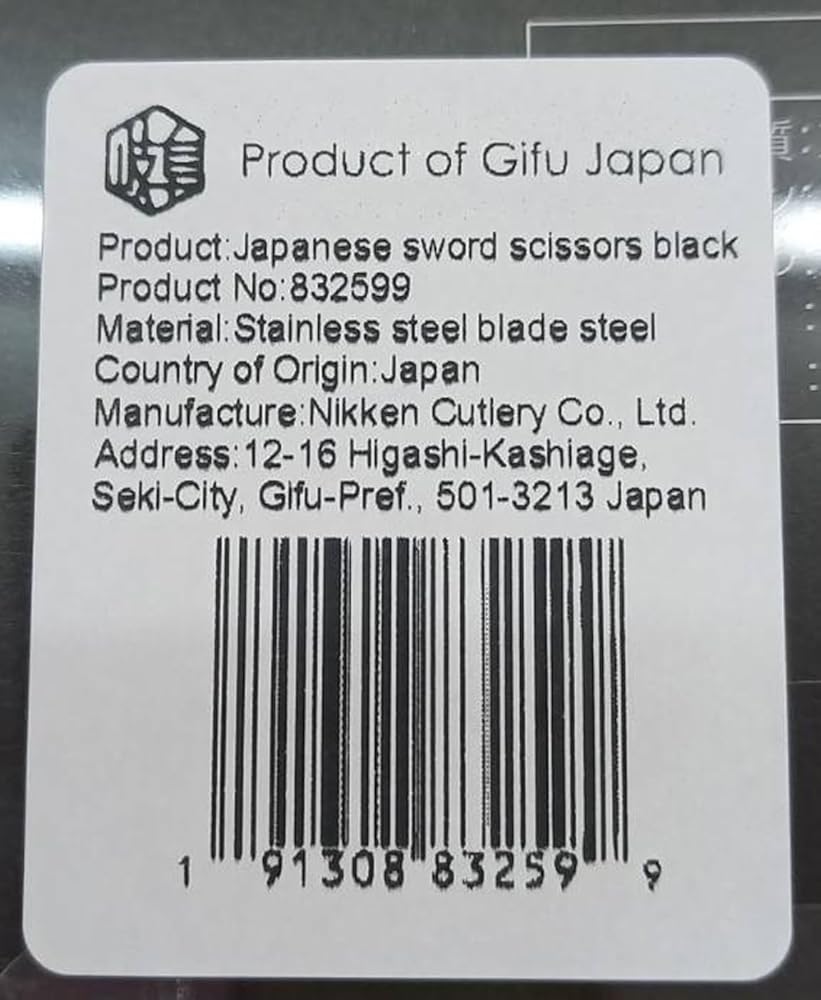 Product of Gifu Japan
Product:Japanese sword scissors black
Product No:832599
Material:Stainless steel blade steel
Country of Origin:Japan
Manufacture:Nikken Cutlery Co., Ltd.
Address:12-16 Higashi-Kashiage,
Seki-City, Gifu-Pref., 501-3213 Japan
1 91308 83259 9